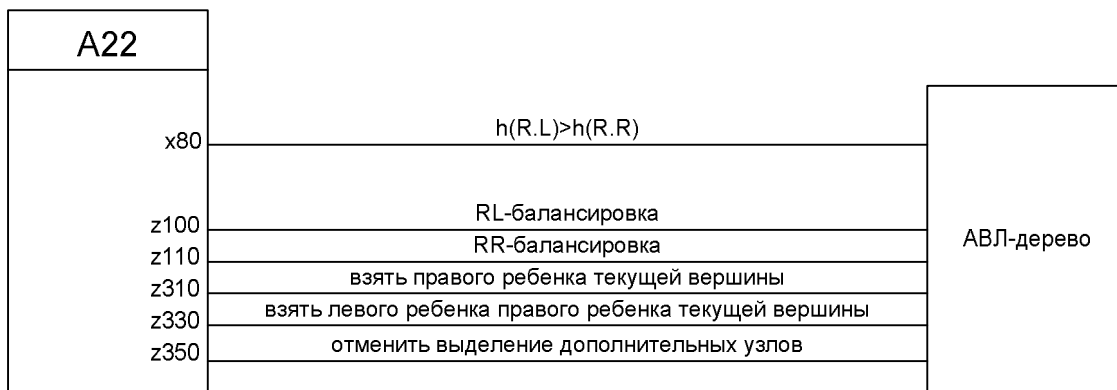 A22
x80
h(R.L)>h(R.R)
z100
RL-балансировка
z110
RR-балансировка
z310
взять правого ребенка текущей вершины
z330
взять левого ребенка правого ребенка текущей вершины
z350
отменить выделение дополнительных узлов
АВЛ-дерево